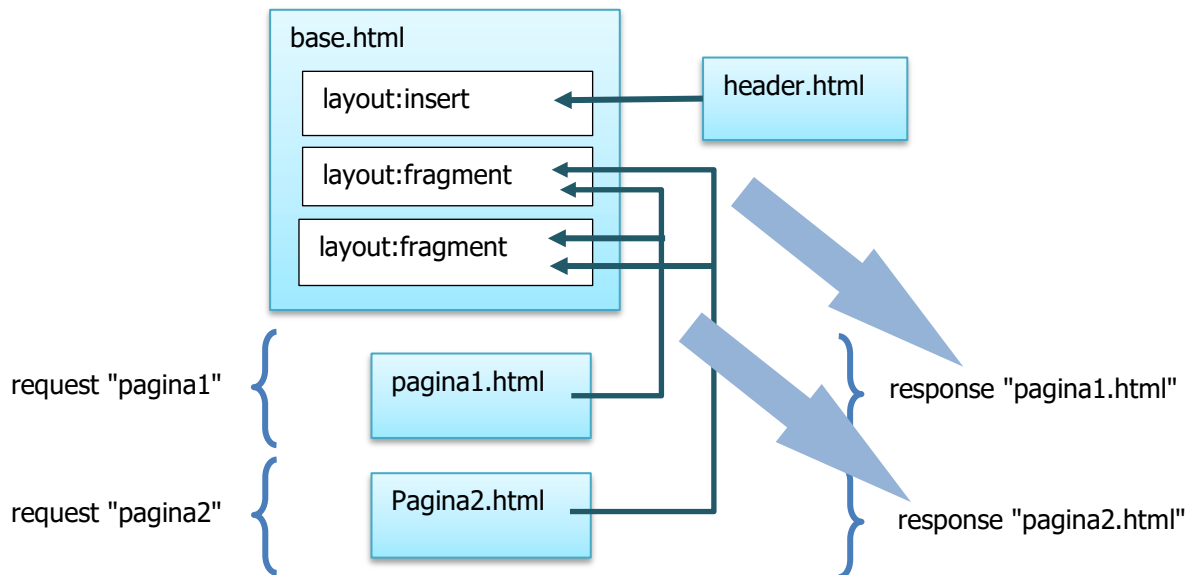 base.html
layout:insert
header.html
layout:fragment
layout:fragment
request "pagina1"
pagina1.html
response "pagina1.html"
request "pagina2"
Pagina2.html
response "pagina2.html"